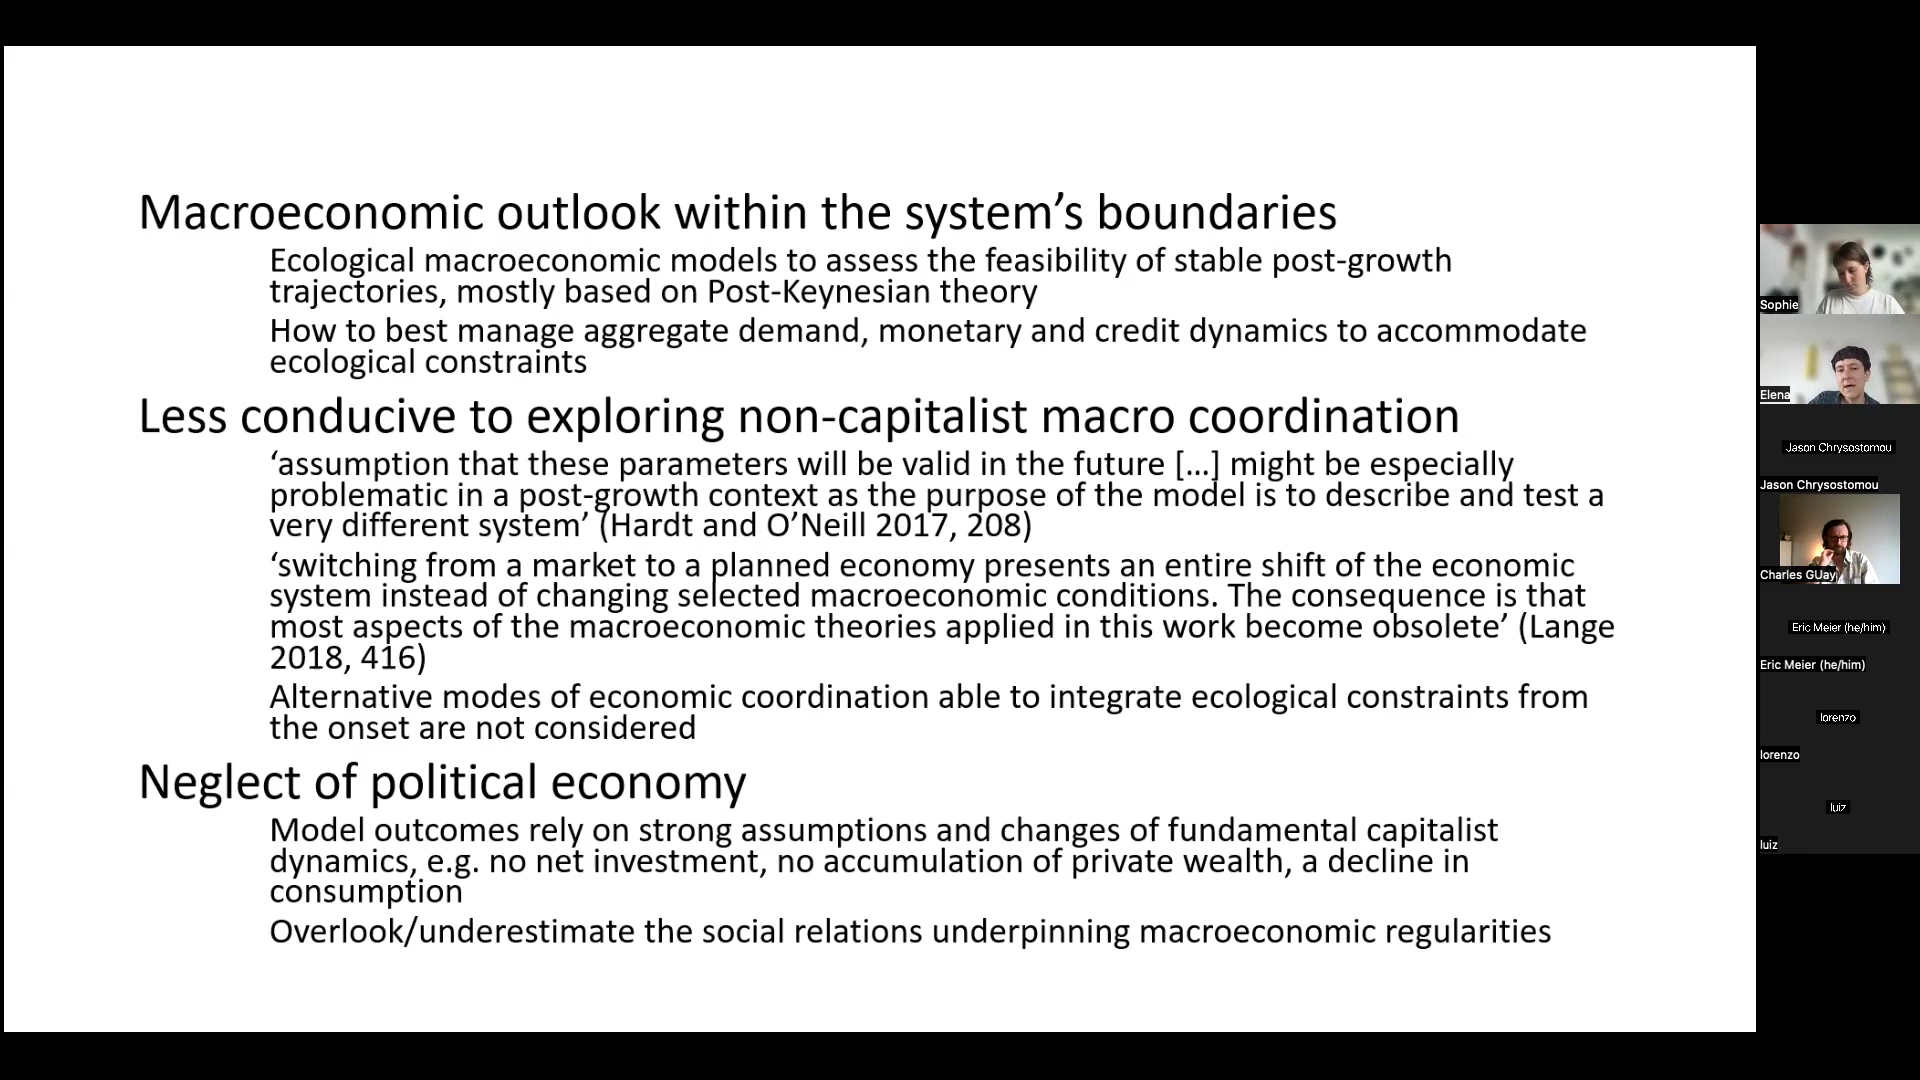 Macroeconomic outlook within the system’s boundaries
Ecological macroeconomic models to assess the feasibility of stable post-growth
trajectories, mostly based on Post-Keynesian theory
How to best manage aggregate demand, monetary and credit dynamics to accommodate
ecological constraints
Less conducive to exploring non-capitalist macro coordination
‘assumption that these parameters will be valid in the future […] might be especially
problematic in a post-growth context as the purpose of the model is to describe and test a
very different system’ (Hardt and O’Neill 2017, 208)
‘switching from a market to a planned economy presents an entire shift of the economic
system instead of changing selected macroeconomic conditions. The consequence is that
most aspects of the macroeconomic theories applied in this work become obsolete’ (Lange
2018, 416)
Alternative modes of economic coordination able to integrate ecological constraints from
the onset are not considered
Neglect of political economy
Model outcomes rely on strong assumptions and changes of fundamental capitalist
dynamics, e.g. no net investment, no accumulation of private wealth, a decline in
consumption
Overlook/underestimate the social relations underpinning macroeconomic regularities
Sophie
Elena
Jason Chrysostomou
Jason Chrysostomou
Charles GUay
Eric Meier (he/him)
Eric Meier (he/him)
lorenzo
lorenzo
luiz
luiz